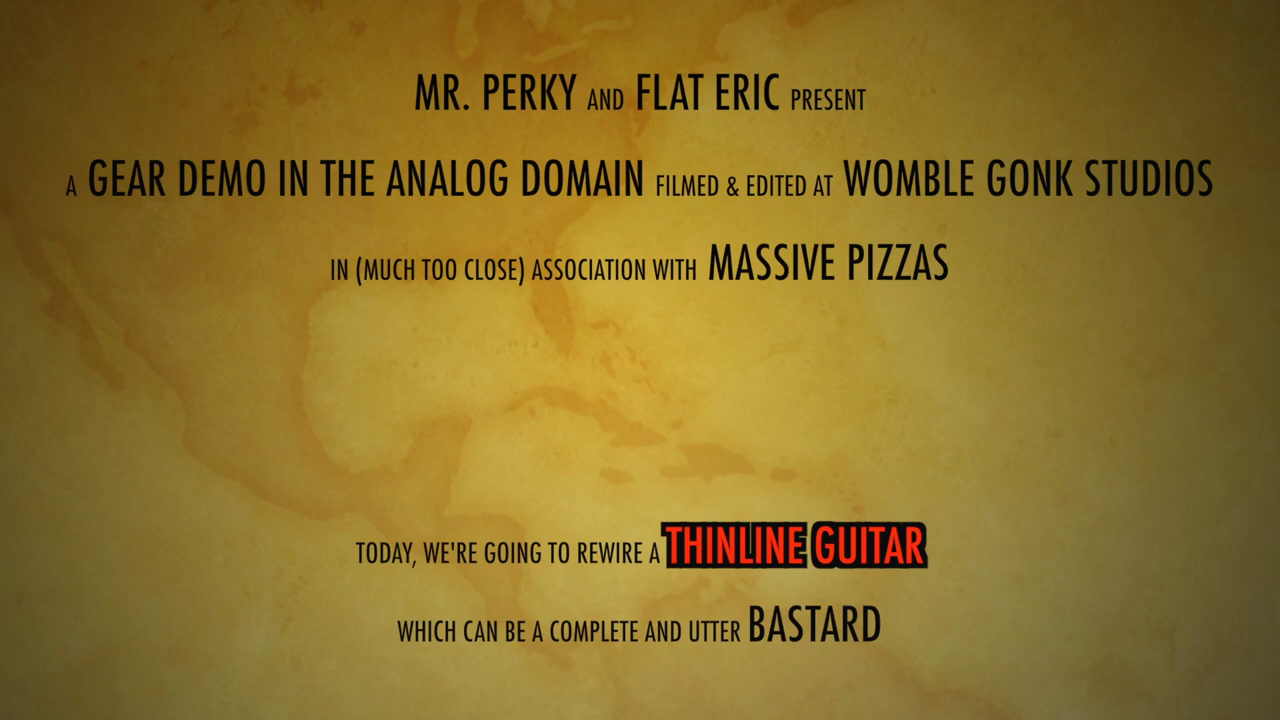 MR. PERKY AND FLAT ERIC PRESENT
A GEAR DEMO IN THE ANALOG DOMAIN FILMED & EDITED AT WOMBLE GONK STUDIOS
IN (MUCH TOO CLOSE) ASSOCIATION WITH MASSIVE PIZZAS
TODAY, WE'RE GOING TO REWIRE A THINLINE GUITAR
WHICH CAN BE A COMPLETE AND UTTER BASTARD